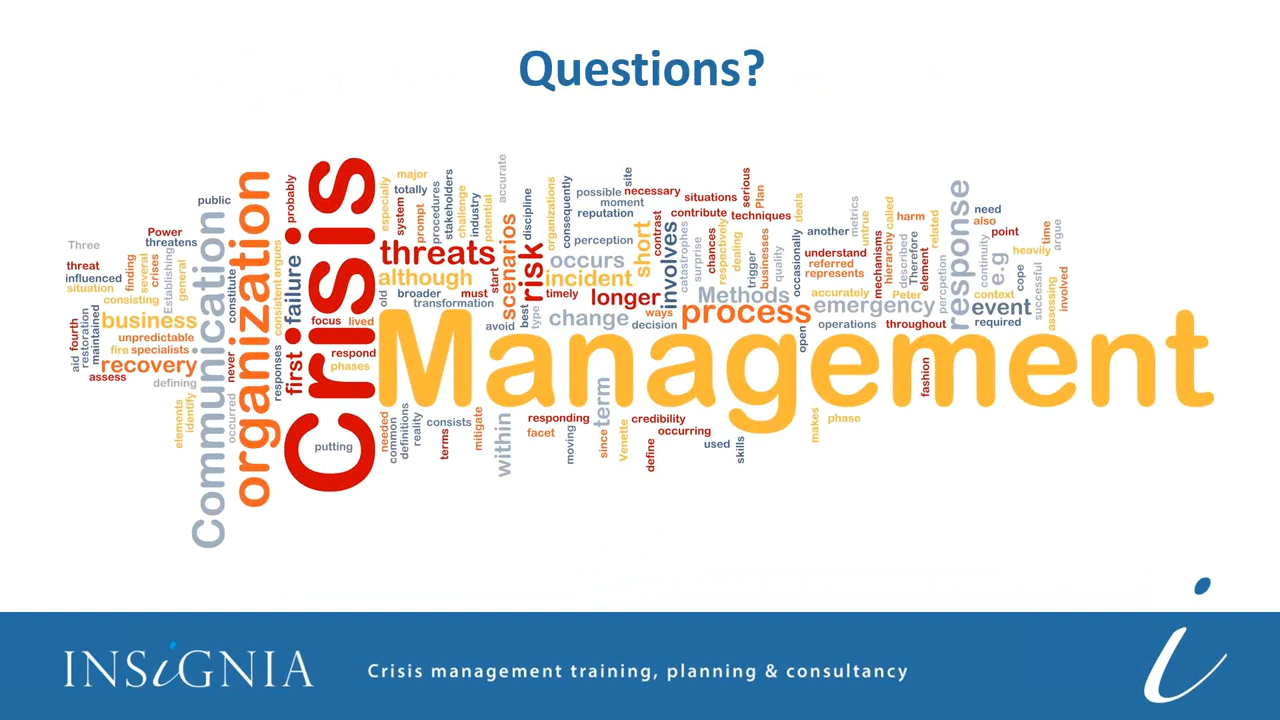 Questions?
Crisis
Management
Communication
organization
public
Power
threatens
Three
threat
influenced
situation
finding
several
crises
Establishing
general
consisting
business
unpredictable
fire
specialists
recovery
assess
defining
aid
fourth
restoration
maintained
elements
identify
occurred
never
constitute
consistent
argues
responses
first
failure
probably
focus
lived
respond
phases
putting
especially
major
totally
system
prompt
procedures
stakeholders
challenge
industry
potential
accurate
threats
although
old
broader
transformation
must
start
scenarios
risk
discipline
best
type
avoid
organizations
consequently
possible
moment
reputation
site
necessary
perception
occurs
incident
timely
longer
change
decision
ways
short
contrast
involves
catastrophes
surprise
situations
contribute
techniques
serious
Plan
chances
respectively
dealing
trigger
businesses
quality
Methods
process
deals
occasionally
another
metrics
untrue
understand
referred
represents
accurately
emergency
operations
open
mechanisms
hierarchy
called
harm
described
Therefore
element
related
perception
Peter
throughout
response
need
also
point
continuity
e.g
context
event
required
cope
heavily
time
argue
successful
assessing
involved
needed
common
definitions
reality
consists
terms
mitigate
within
responding
facet
moving
since
term
Venette
credibility
define
occurring
used
skills
makes
phase
fashion
INSiGNIA
Crisis management training, planning & consultancy
i